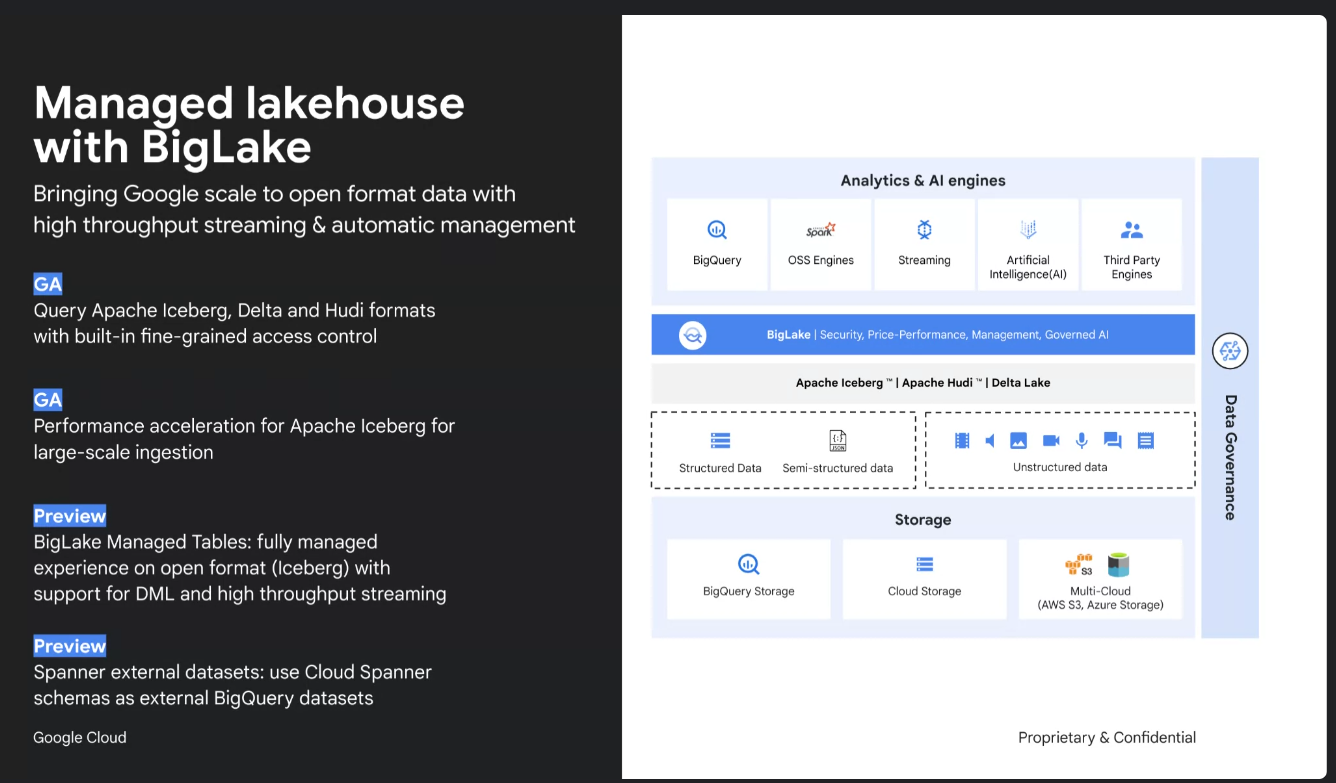 Managed lakehouse
with BigLake
Bringing Google scale to open format data with
high throughput streaming & automatic management
GA
Query Apache Iceberg, Delta and Hudi formats
with built-in fine-grained access control
GA
Performance acceleration for Apache Iceberg for
large-scale ingestion
Preview
BigLake Managed Tables: fully managed
experience on open format (Iceberg) with
support for DML and high throughput streaming
Preview
Spanner external datasets: use Cloud Spanner
schemas as external BigQuery datasets
Google Cloud
Analytics & AI engines
BigQuery
Spark
OSS Engines
Streaming
Artificial
Intelligence(AI)
Third Party
Engines
BigLake | Security, Price-Performance, Management, Governed AI
Apache Iceberg ™ | Apache Hudi ™ | Delta Lake
Structured Data
{:}
JSON
Semi-structured data
Unstructured data
Storage
BigQuery Storage
Cloud Storage
S3
Multi-Cloud
(AWS S3, Azure Storage)
Data Governance
Proprietary & Confidential